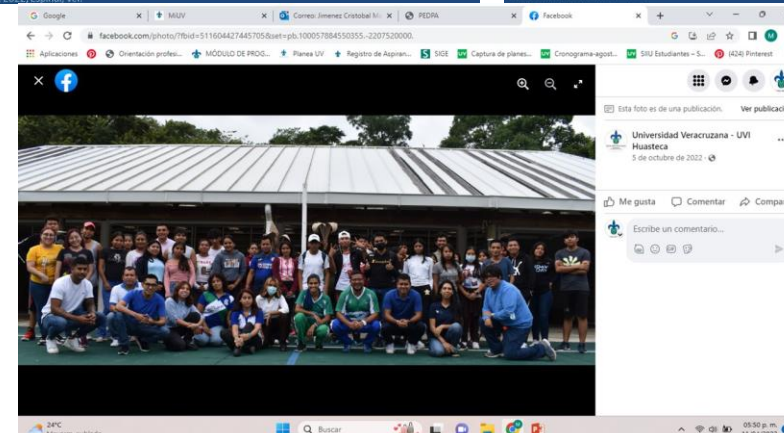 Google
MiUV
Correo: Jimenez Cristobal M
PEDPA
Facebook
facebook.com/photo/?fbid=511604427445705&set=pb.100057884550355.-2207520000.
Aplicaciones
Orientación profesi...
MÓDULO DE PROG...
Planea UV
Registro de Aspiran...
SIGE
Captura de planes...
Cronograma-agost...
SIIU Estudiantes – S...
(424) Pinterest
Esta foto es de una publicación.
Ver publicaci
Universidad Veracruzana - UVI
Huasteca
5 de octubre de 2022
Me gusta
Comentar
Compar
Escribe un comentario...
24°C
Buscar
05:50 p. m.